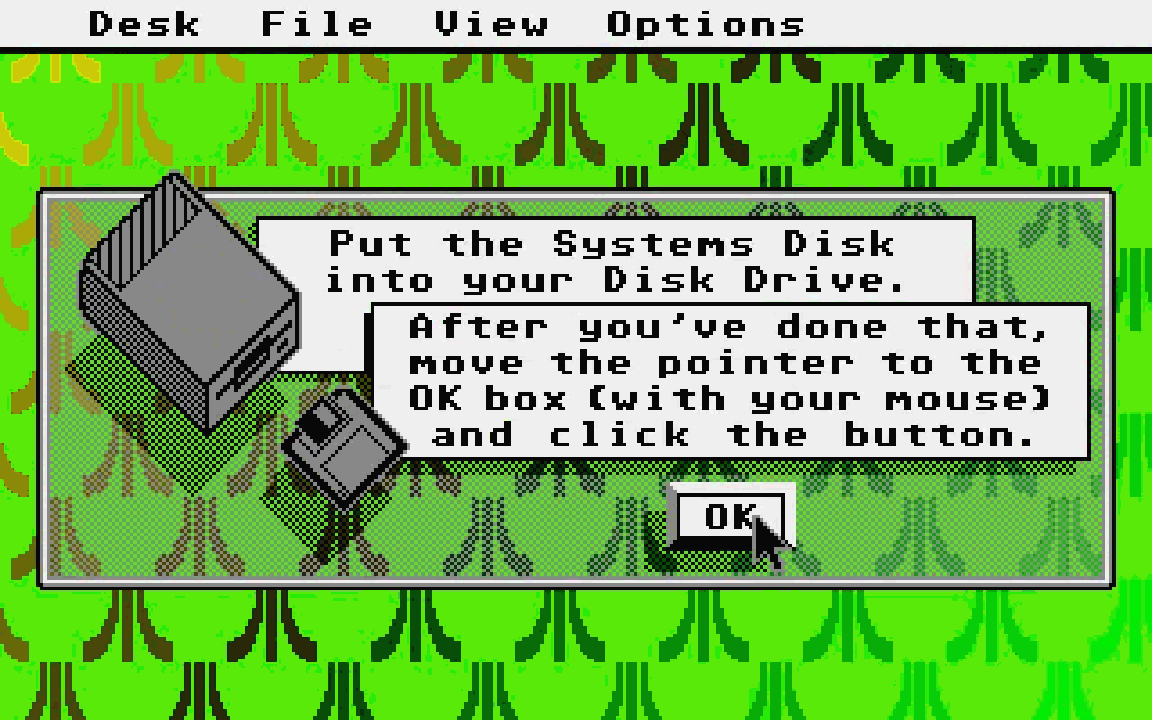 Desk File View Options
Put the Systems Disk
into your Disk Drive.
After you've done that,
move the pointer to the
OK box (with your mouse)
and click the button.
OK